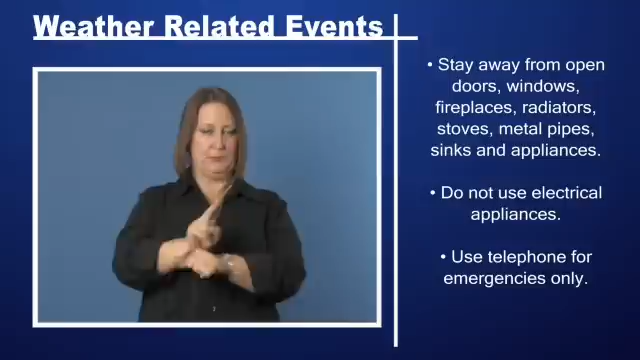 Weather Related Events
• Stay away from open
doors, windows,
fireplaces, radiators,
stoves, metal pipes,
sinks and appliances.
• Do not use electrical
appliances.
• Use telephone for
emergencies only.